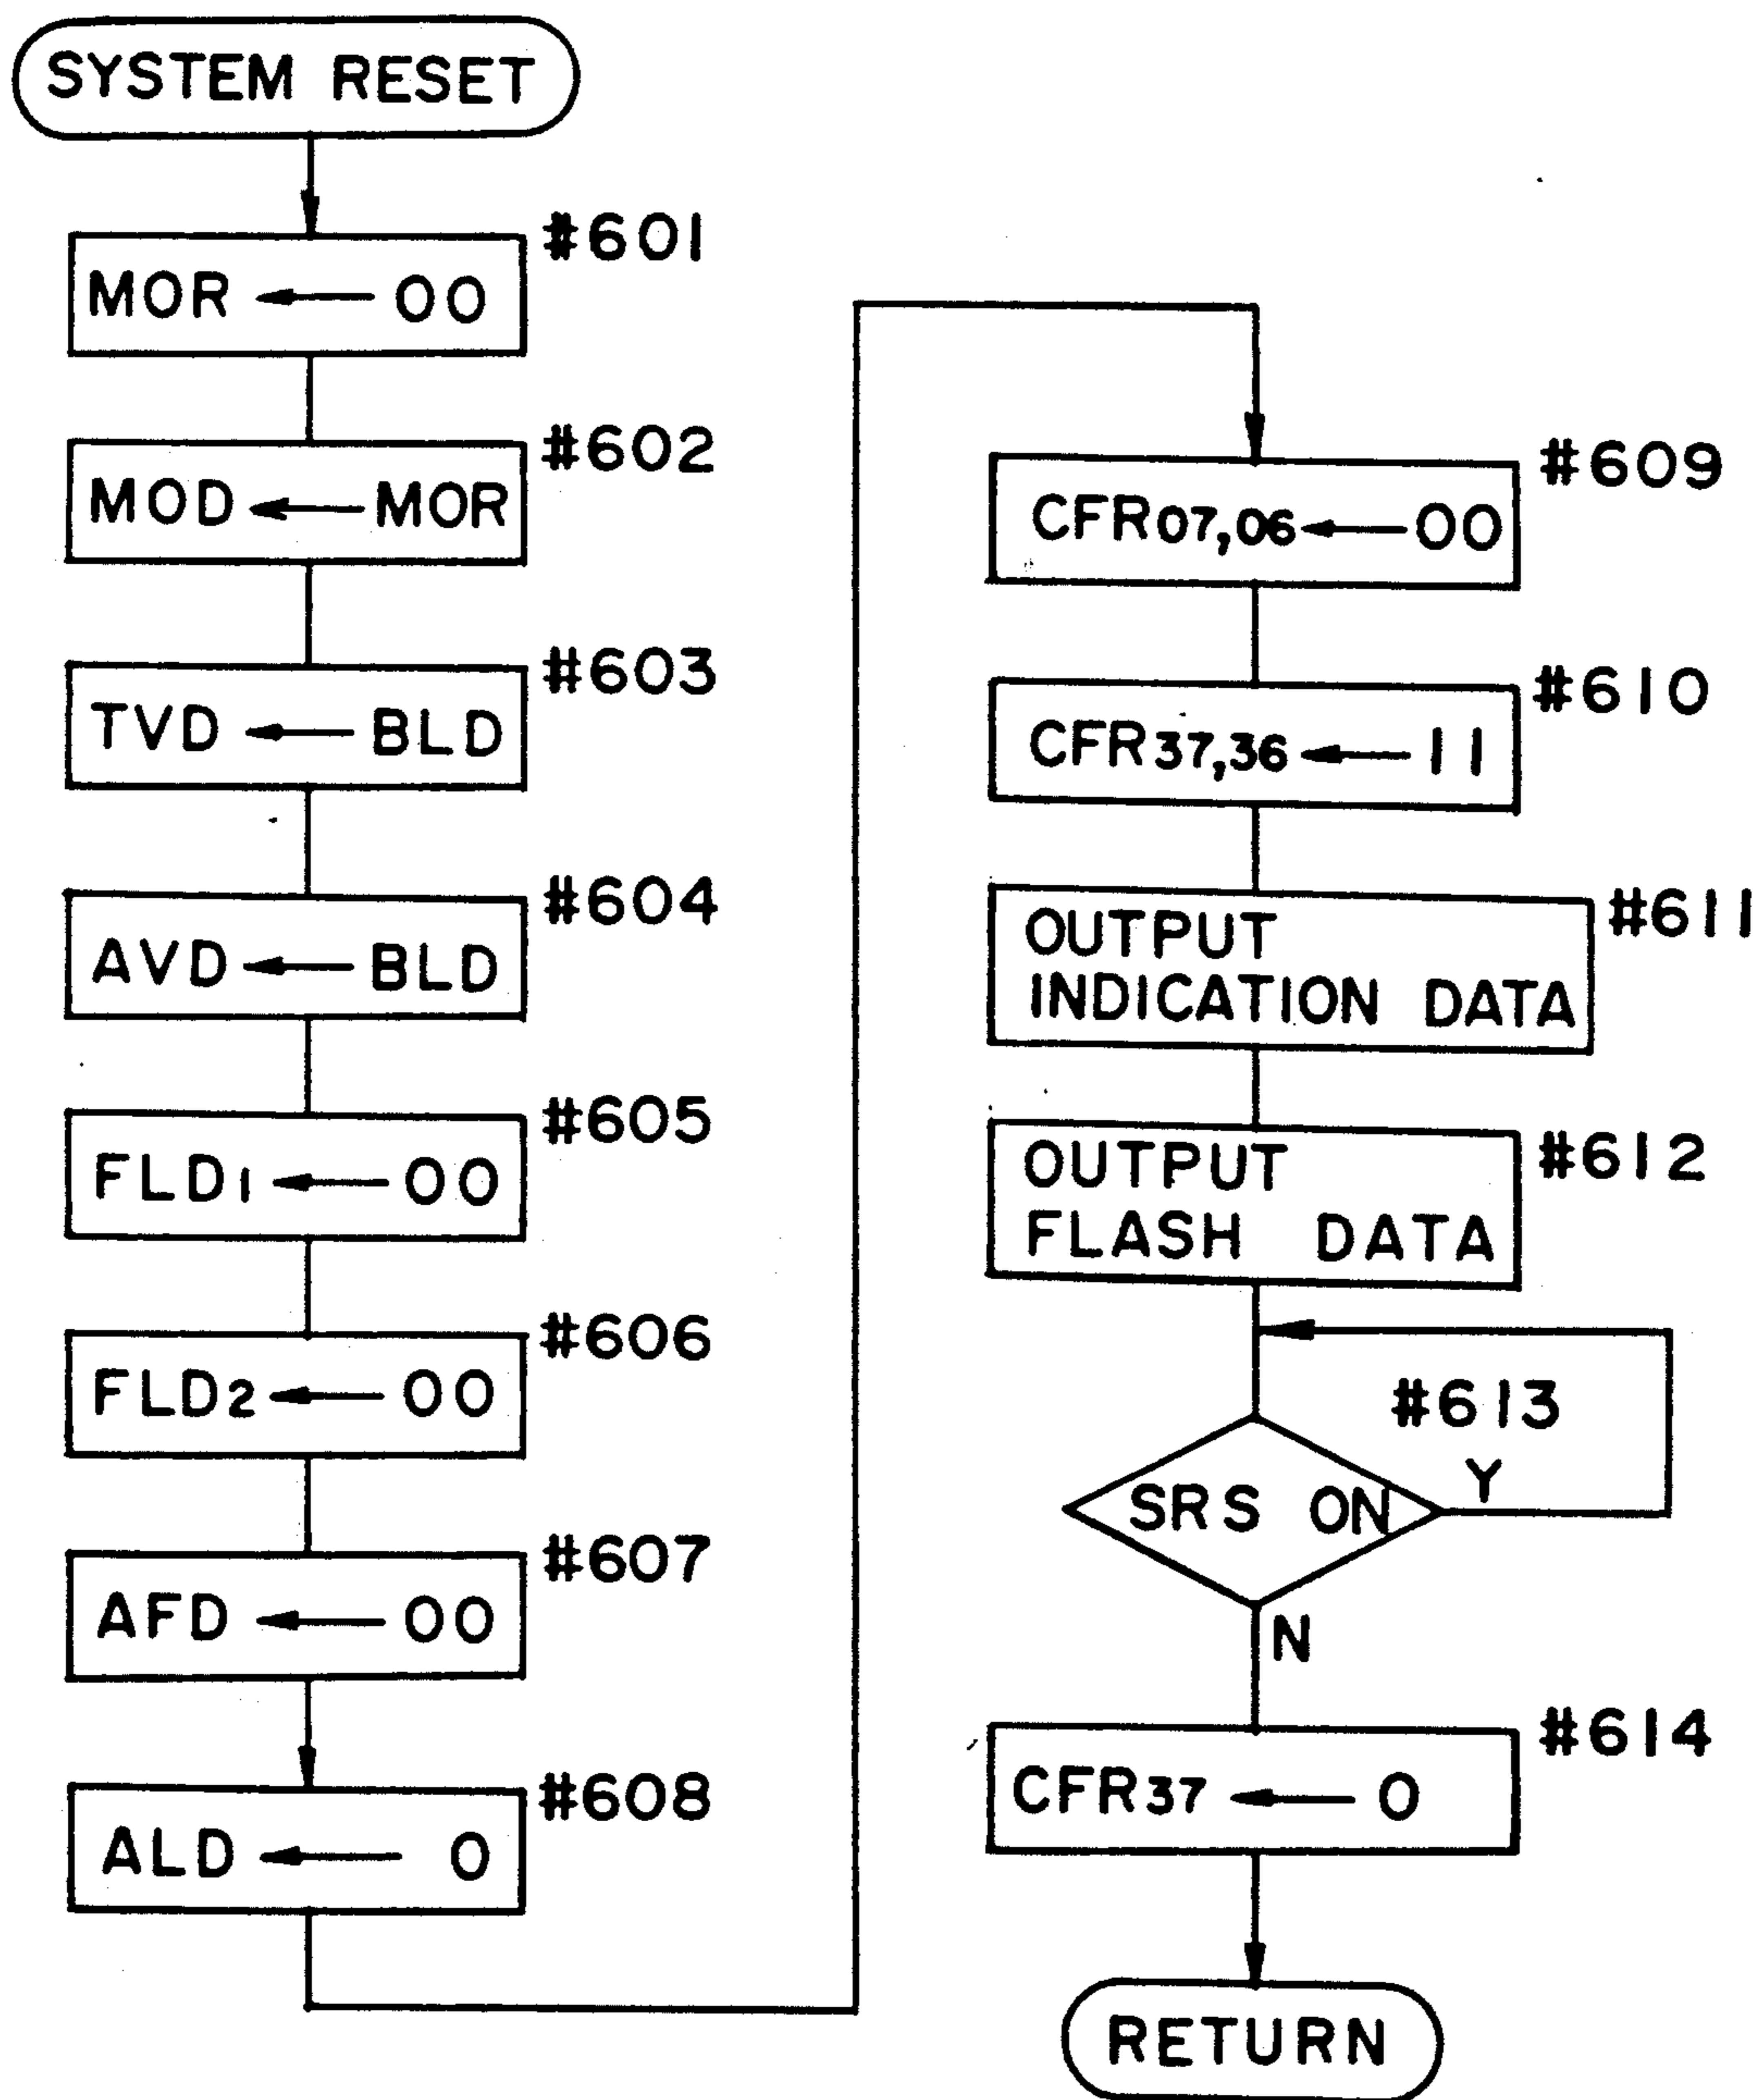 SYSTEM RESET
#601
MOR ← 00
#602
MOD ← MOR
#603
TVD ← BLD
#604
AVD ← BLD
#605
FLD1 ← 00
#606
FLD2 ← 00
#607
AFD ← 00
#608
ALD ← 0
#609
CFR07,06 ← 00
#610
CFR37,36 ← 11
#611
OUTPUT
INDICATION DATA
#612
OUTPUT
FLASH DATA
#613
SRS ON
Y
N
#614
CFR37 ← 0
RETURN